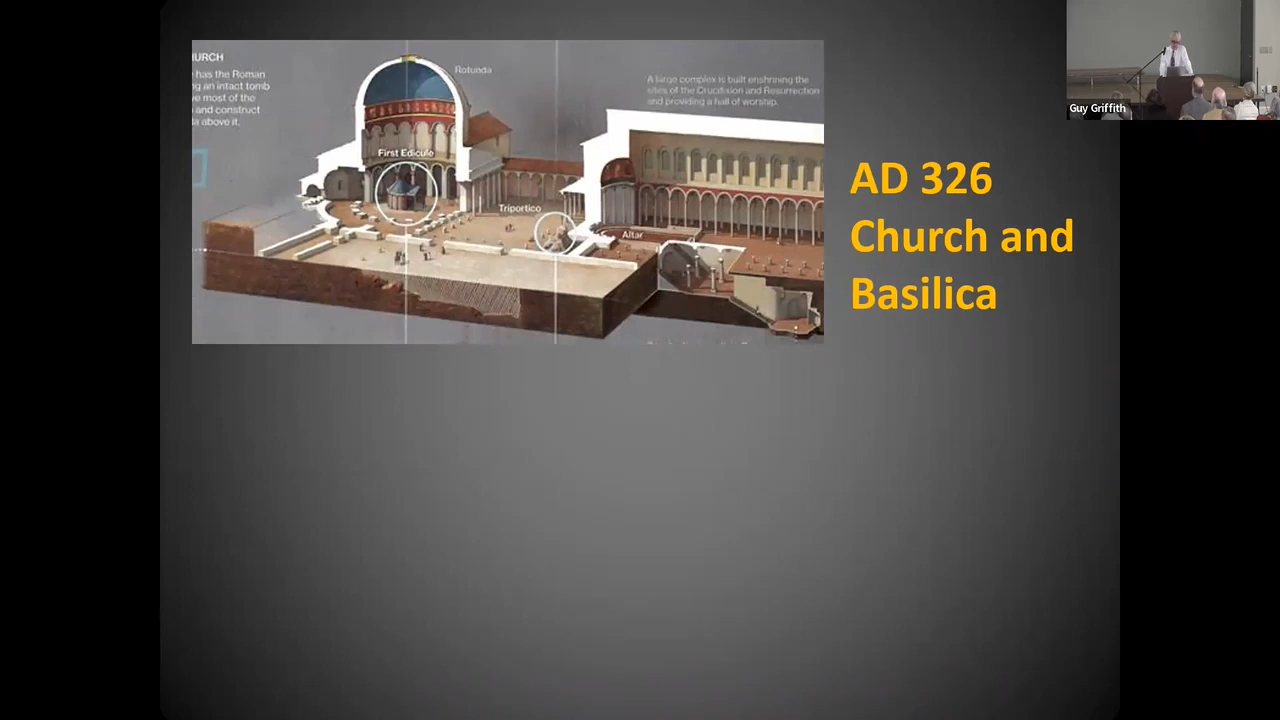 URCH
has the Roman
ng an intact tomb
ve most of the
and construct
a above it.
Rotunda
A large complex is built enshrining the
sites of the Crucifixion and Resurrection
and providing a hall of worship.
First Edicule
Triportico
Altar
AD 326
Church and
Basilica
Guy Griffith